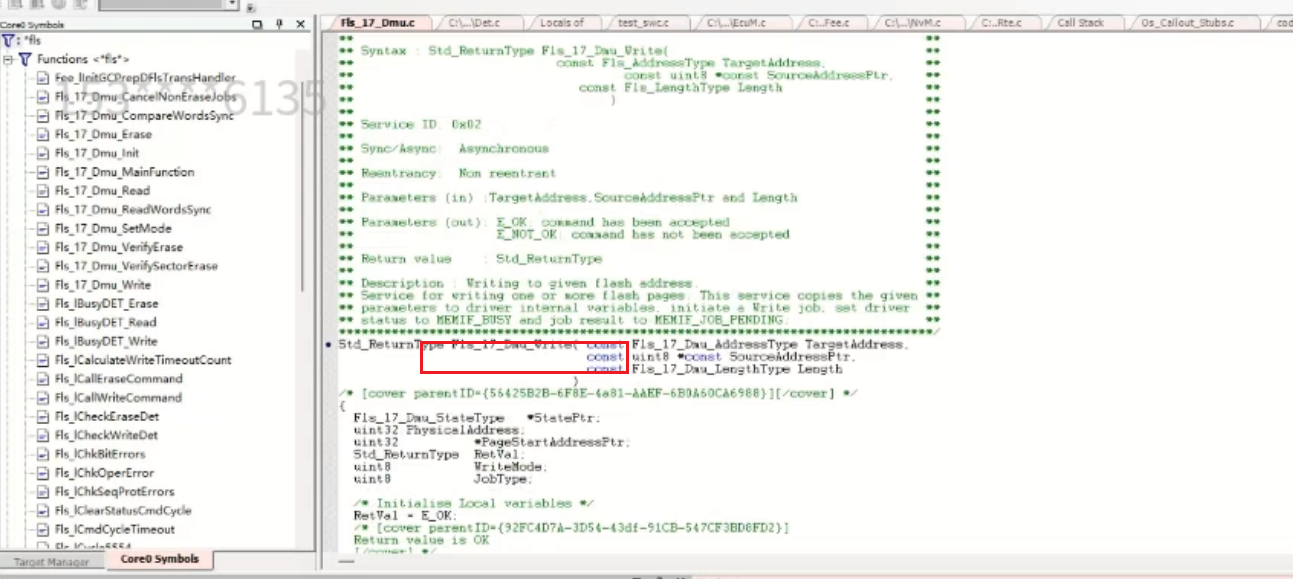 Core0 Symbols
: *fls
Functions <*fls*>
Fee_lInitGCPrepDFlsTransHandler
Fls_17_Dmu_CancelNonEraseJobs
Fls_17_Dmu_CompareWordsSync
Fls_17_Dmu_Erase
Fls_17_Dmu_Init
Fls_17_Dmu_MainFunction
Fls_17_Dmu_Read
Fls_17_Dmu_ReadWordsSync
Fls_17_Dmu_SetMode
Fls_17_Dmu_VerifyErase
Fls_17_Dmu_VerifySectorErase
Fls_17_Dmu_Write
Fls_lBusyDET_Erase
Fls_lBusyDET_Read
Fls_lBusyDET_Write
Fls_lCalculateWriteTimeoutCount
Fls_lCallEraseCommand
Fls_lCallWriteCommand
Fls_lCheckEraseDet
Fls_lCheckWriteDet
Fls_lChkBitErrors
Fls_lChkOperError
Fls_lChkSeqProtErrors
Fls_lClearStatusCmdCycle
Fls_lCmdCycleTimeout
Fls_lCycle5554
Target Manager
Core0 Symbols
153****6135
Fls_17_Dmu.c
C:\...\Det.c
Locals of
test_swc.c
C:\...\EcuM.c
C:..Fee.c
C:\...\NvM.c
C:..Rte.c
Call Stack
Os_Callout_Stubs.c
** **
** Syntax : Std_ReturnType Fls_17_Dmu_Write( **
** const Fls_AddressType TargetAddress, **
** const uint8 *const SourceAddressPtr, **
** const Fls_LengthType Length **
** ) **
** **
** Service ID: 0x02 **
** **
** Sync/Async: Asynchronous **
** **
** Reentrancy: Non reentrant **
** **
** Parameters (in) :TargetAddress,SourceAddressPtr and Length **
** **
** Parameters (out): E_OK: command has been accepted **
** E_NOT_OK: command has not been accepted **
** **
** Return value : Std_ReturnType **
** **
** Description : Writing to given flash address. **
** Service for writing one or more flash pages. This service copies the given **
** parameters to driver internal variables, initiate a Write job, set driver **
** status to MEMIF_BUSY and job result to MEMIF_JOB_PENDING. **
Std_ReturnType Fls_17_Dmu_Write( const Fls_17_Dmu_AddressType TargetAddress,
const uint8 *const SourceAddressPtr,
const Fls_17_Dmu_LengthType Length
)
/* [cover parentID={56425B2B-6F8E-4a81-AAEF-6B0A60CA6988}][/cover] */
{
Fls_17_Dmu_StateType *StatePtr;
uint32 PhysicalAddress;
uint32 *PageStartAddressPtr;
Std_ReturnType RetVal;
uint8 WriteMode;
uint8 JobType;
/* Initialise Local variables */
RetVal = E_OK;
/* [cover parentID={92FC4D7A-3D54-43df-91CB-547CF3BD8FD2}]
Return value is OK
[/cover] */